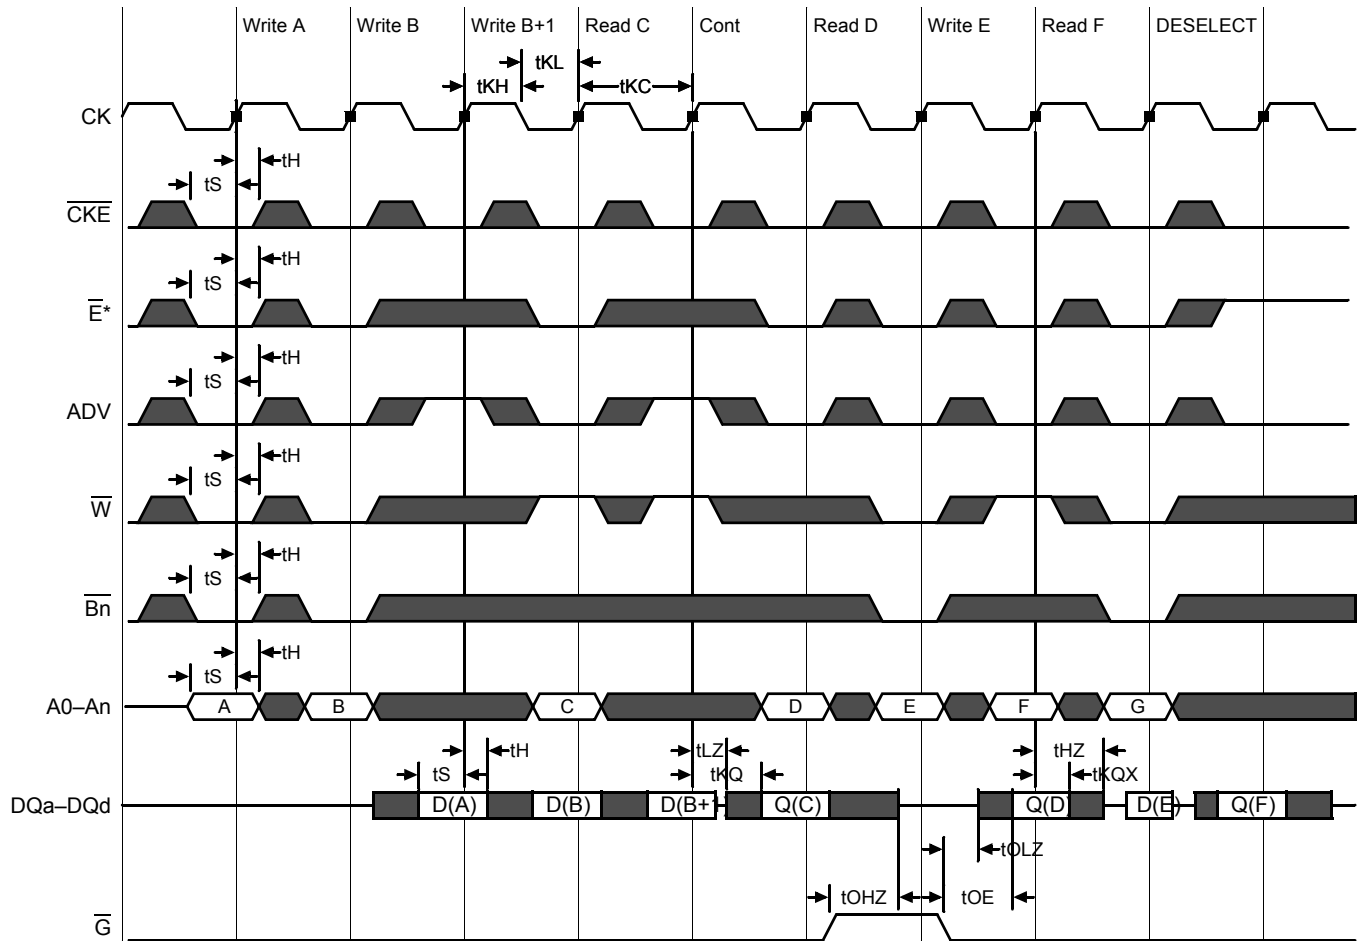 Write A Write B Write B+1 Read C Cont Read D Write E Read F DESELECT
tKL
tKH tKC
CK
tH
tS
CKE
tH
tS
E*
tH
tS
ADV
tH
tS
W
tH
tS
Bn
tH
tS
A0–An A B C D E F G
tH tLZ tHZ
tS tKQ tKQX
DQa–DQd D(A) D(B) D(B+1) Q(C) Q(D) D(E) Q(F)
tOLZ
tOHZ tOE
G